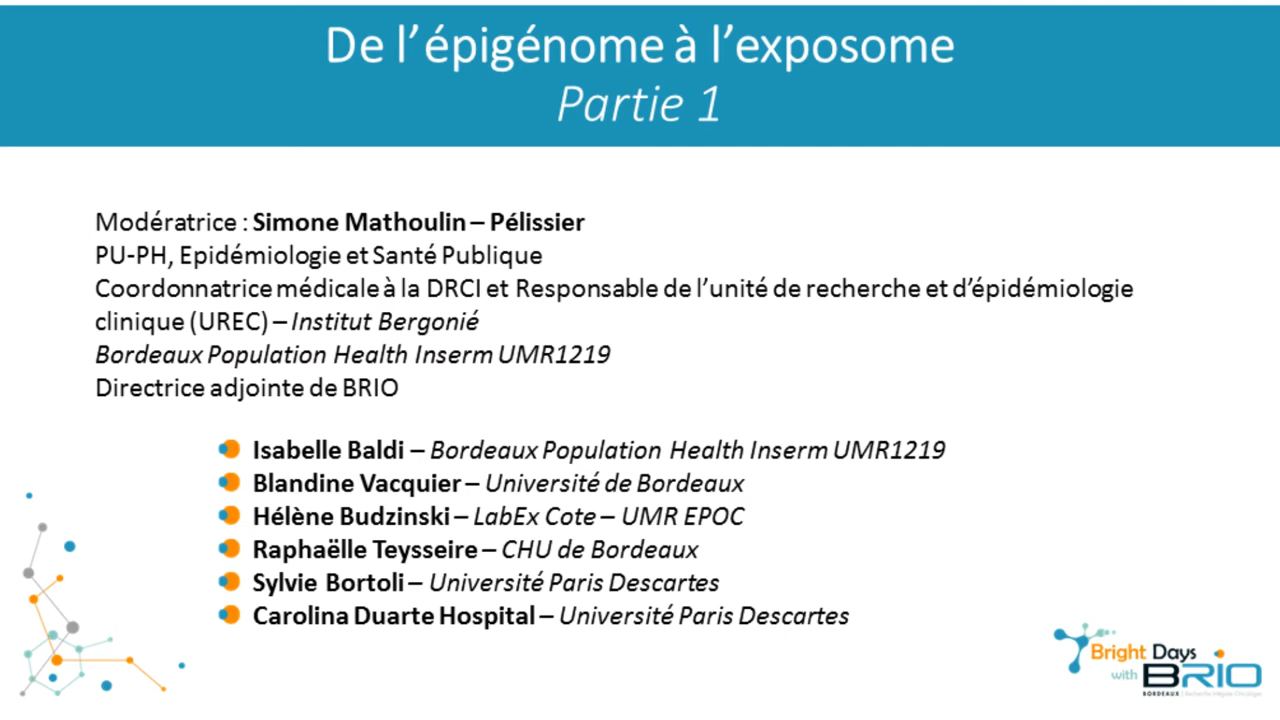 De l’épigénome à l’exposome
Partie 1
Modératrice : Simone Mathoulin – Pélissier
PU-PH, Epidémiologie et Santé Publique
Coordonnatrice médicale à la DRCI et Responsable de l’unité de recherche et d’épidémiologie
clinique (UREC) – Institut Bergonié
Bordeaux Population Health Inserm UMR1219
Directrice adjointe de BRIO
Isabelle Baldi – Bordeaux Population Health Inserm UMR1219
Blandine Vacquier – Université de Bordeaux
Hélène Budzinski – LabEx Cote – UMR EPOC
Raphaëlle Teysseire – CHU de Bordeaux
Sylvie Bortoli – Université Paris Descartes
Carolina Duarte Hospital – Université Paris Descartes
Bright Days
with BRIO
BORDEAUX